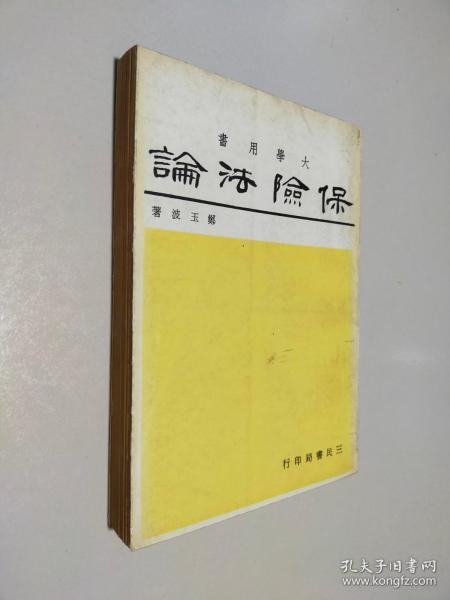 大學用書
保險法論
鄭玉波著
三民書局印行
孔夫子旧书网
www.kongfz.com